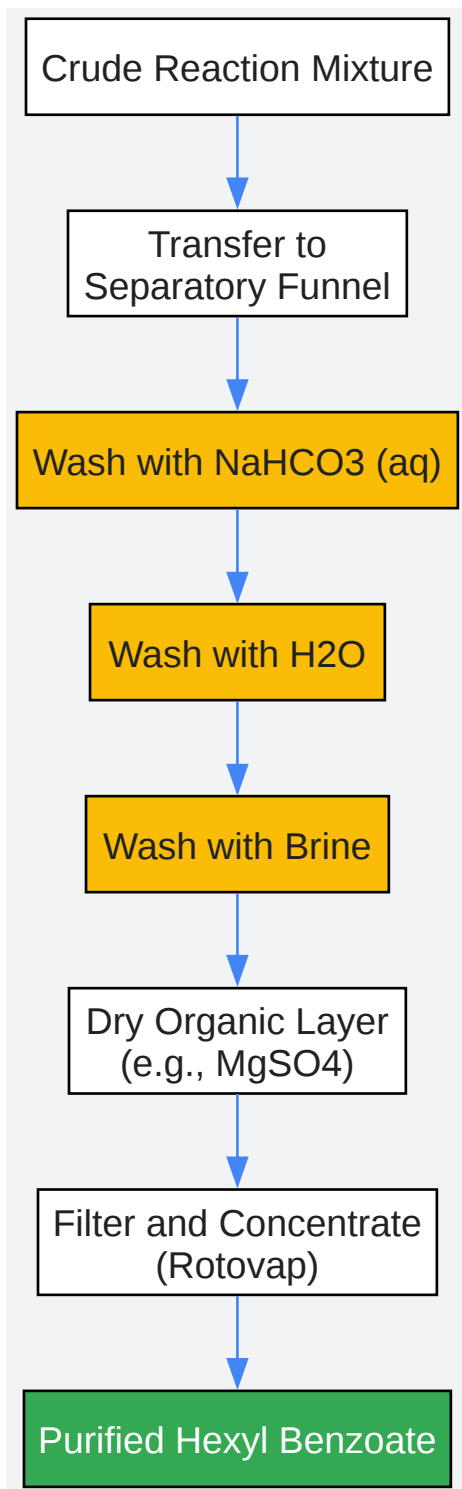 Crude Reaction Mixture
Transfer to
Separatory Funnel
Wash with NaHCO3 (aq)
Wash with H2O
Wash with Brine
Dry Organic Layer
(e.g., MgSO4)
Filter and Concentrate
(Rotovap)
Purified Hexyl Benzoate